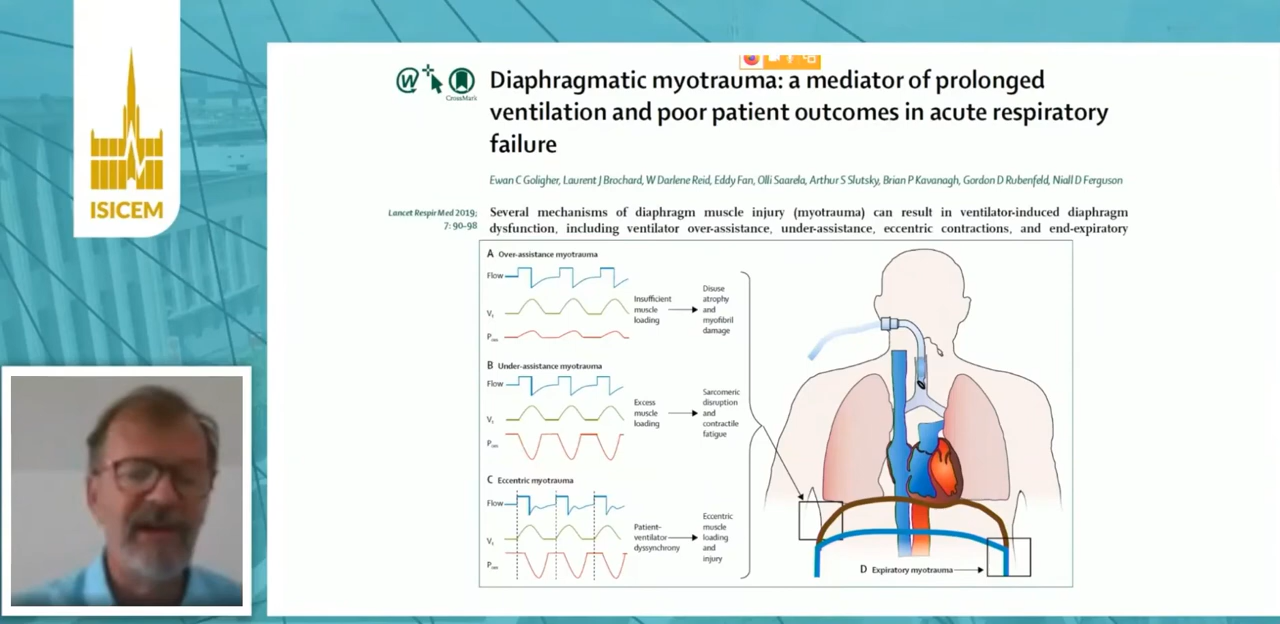 ISICEM
CrossMark
Diaphragmatic myotrauma: a mediator of prolonged
ventilation and poor patient outcomes in acute respiratory
failure
Ewan C Goligher, Laurent J Brochard, W Darlene Reid, Eddy Fan, Olli Saarela, Arthur S Slutsky, Brian P Kavanagh, Gordon D Rubenfeld, Niall D Ferguson
Lancet Respir Med 2019;
7: 90–98
Several mechanisms of diaphragm muscle injury (myotrauma) can result in ventilator-induced diaphragm
dysfunction, including ventilator over-assistance, under-assistance, eccentric contractions, and end-expiratory
A Over-assistance myotrauma
Flow
Insufficient
muscle
loading
Disuse
atrophy
and
myofibril
damage
B Under-assistance myotrauma
Flow
Excess
muscle
loading
Sarcomeric
disruption
and
contractile
fatigue
C Eccentric myotrauma
Flow
Patient-
ventilator
dyssynchrony
Eccentric
muscle
loading
and
injury
D Expiratory myotrauma